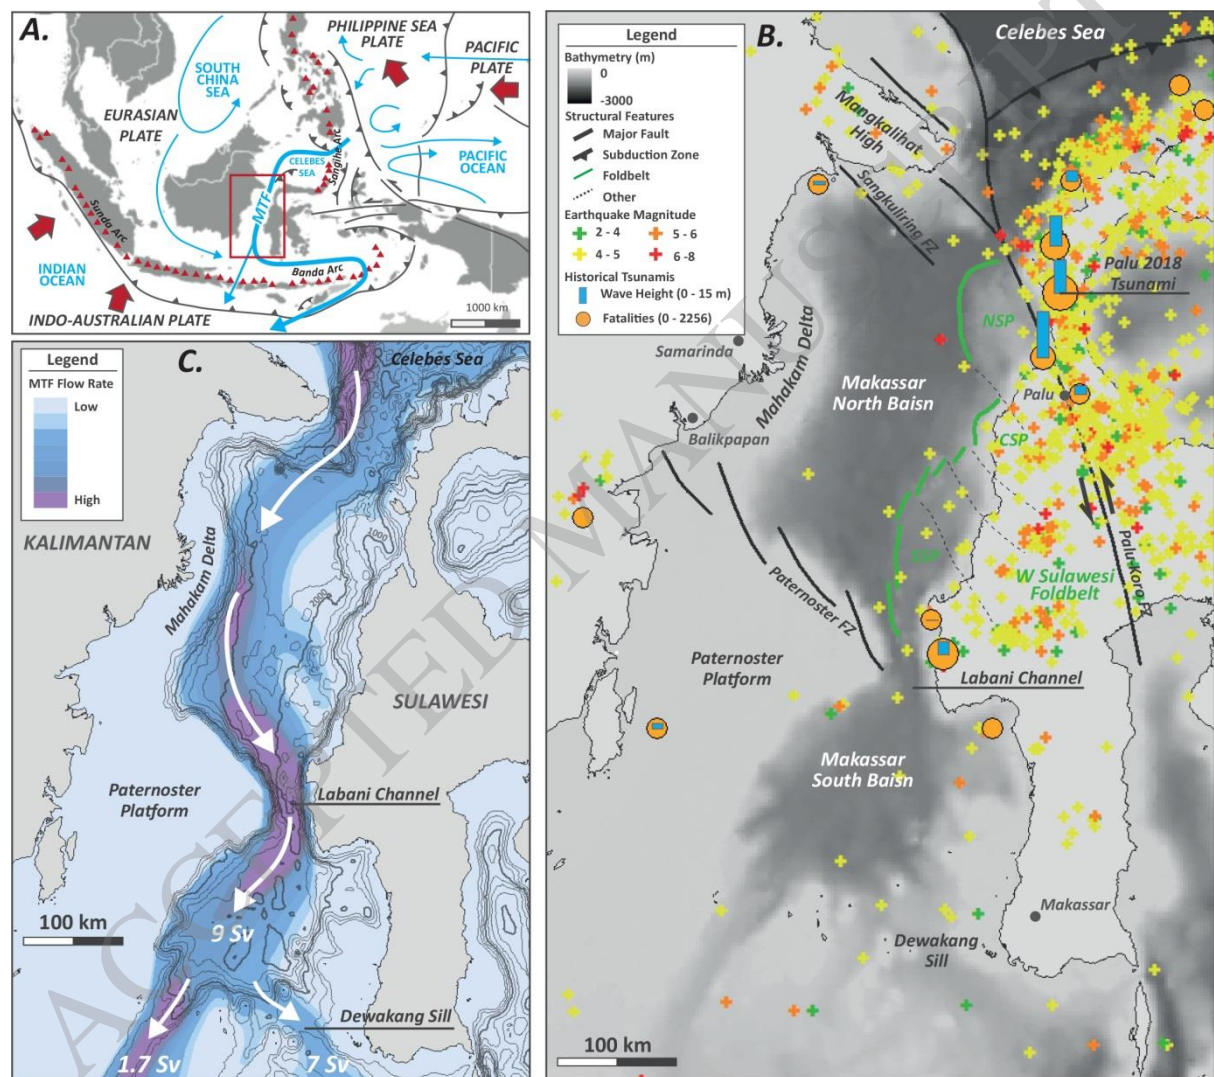 A.
PHILIPPINE SEA
PLATE
PACIFIC
PLATE
SOUTH
CHINA
SEA
EURASIAN
PLATE
CELEBES
SEA
Sangihe Arc
PACIFIC
OCEAN
MTF
Sunda Arc
Banda Arc
INDIAN
OCEAN
INDO-AUSTRALIAN PLATE
1000 km
B.
Legend
Bathymetry (m)
0
-3000
Structural Features
Major Fault
Subduction Zone
Foldbelt
Other
Earthquake Magnitude
2 - 4
5 - 6
4 - 5
6 - 8
Historical Tsunamis
Wave Height (0 - 15 m)
Fatalities (0 - 2256)
Celebes Sea
Mangkalihat
High
Sangkuliring FZ
Palu 2018
Tsunami
NSP
Samarinda
Mahakam Delta
Makassar
North Baisn
Palu
CSP
Balikpapan
SSP
Palu-Koro FZ
W Sulawesi
Foldbelt
Paternoster FZ
Paternoster
Platform
Labani Channel
Makassar
South Baisn
Makassar
Dewakang
Sill
100 km
C.
Legend
MTF Flow Rate
Low
High
Celebes Sea
KALIMANTAN
Mahakam Delta
1000
2000
SULAWESI
Paternoster
Platform
Labani Channel
100 km
9 Sv
Dewakang Sill
1.7 Sv
7 Sv
ACCEPTED MANUSCRIPT